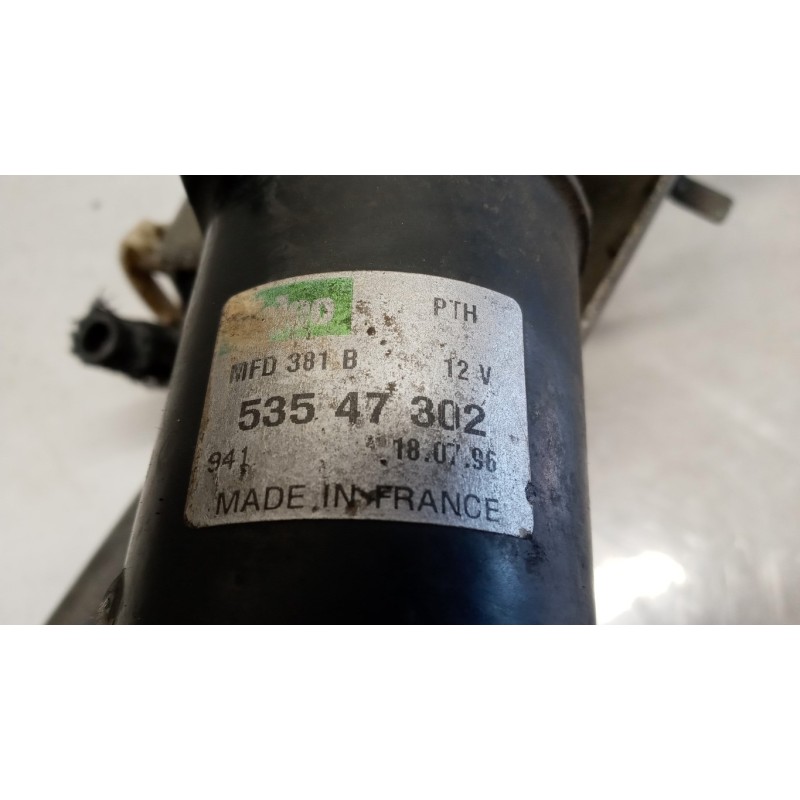 PTH
MFD 381 B 12 V
535 47 302
941 18.07.96
MADE IN FRANCE